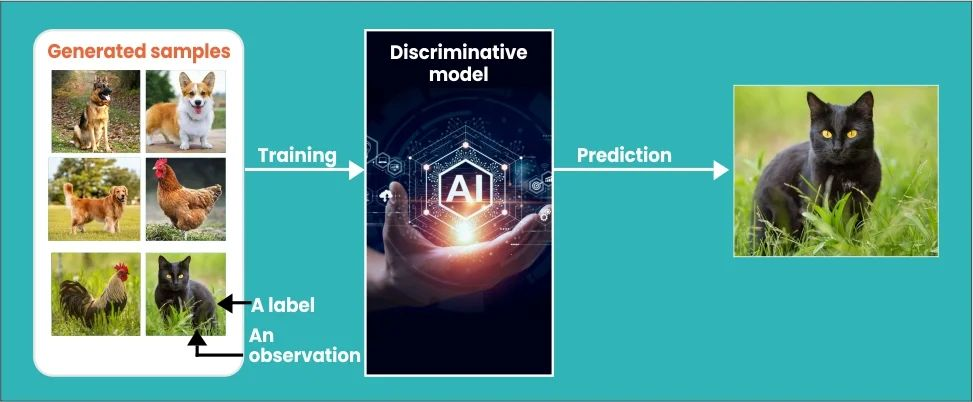 Generated samples
Discriminative
model
Training
Prediction
AI
A label
An
observation